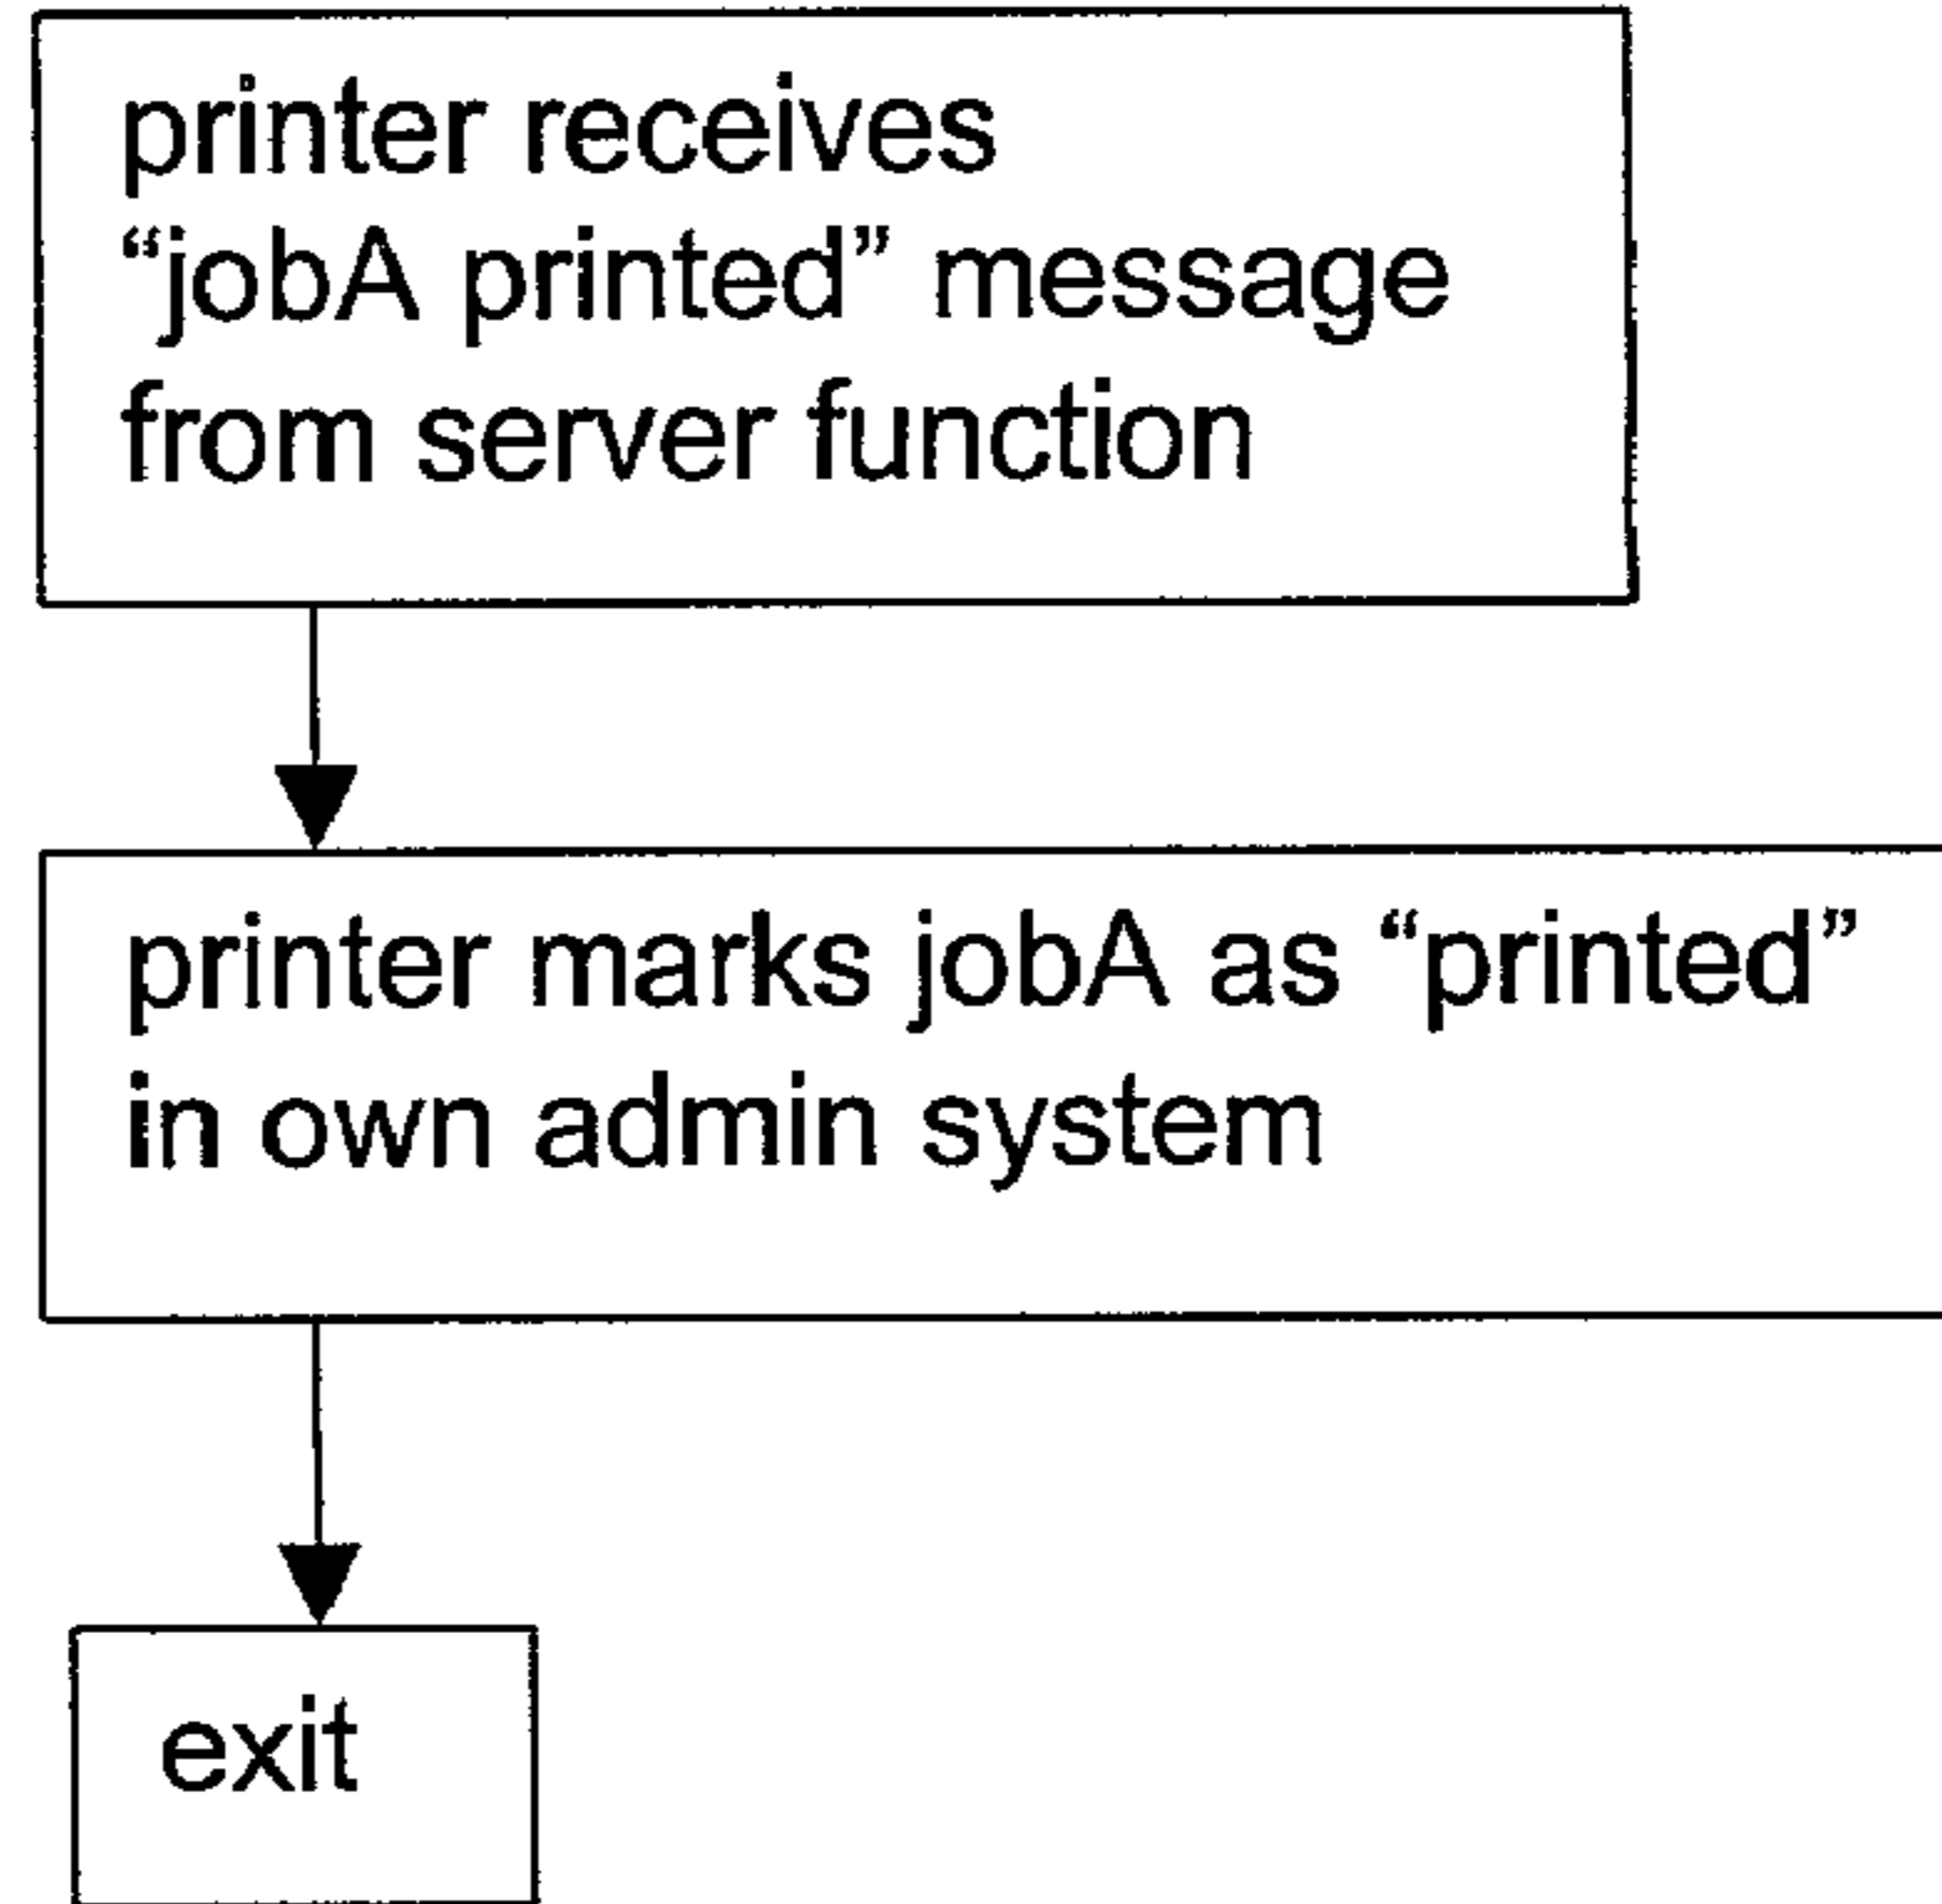 printer receives
“jobA printed” message
from server function
printer marks jobA as “printed”
in own admin system
exit